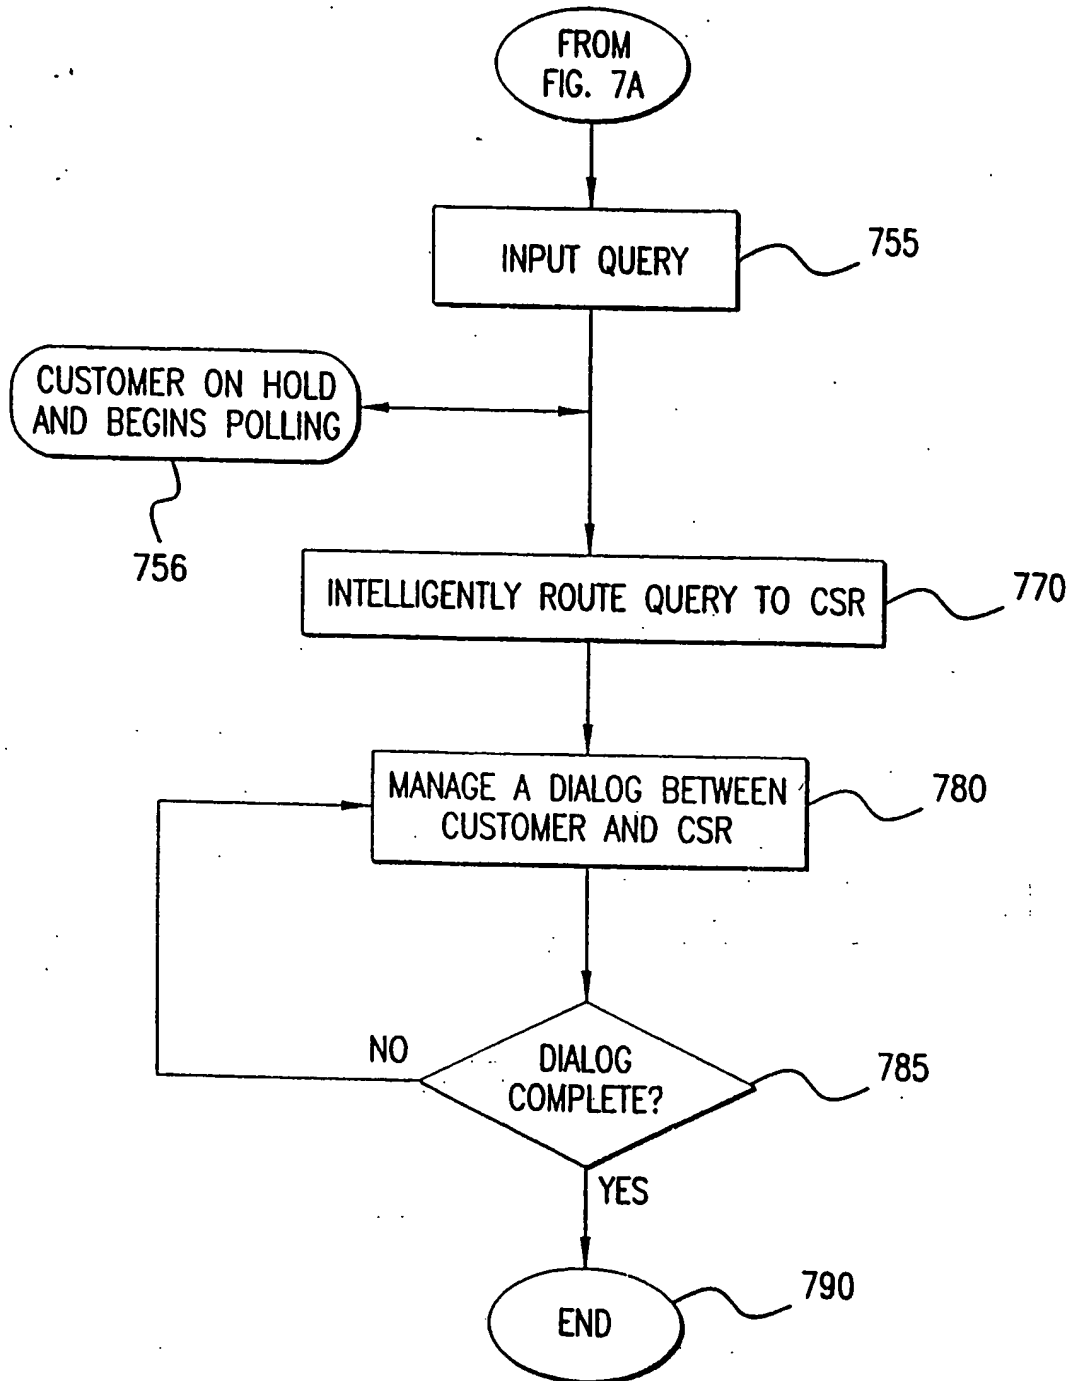 FROM
FIG. 7A
INPUT QUERY
755
CUSTOMER ON HOLD
AND BEGINS POLLING
756
INTELLIGENTLY ROUTE QUERY TO CSR
770
MANAGE A DIALOG BETWEEN
CUSTOMER AND CSR
780
NO
DIALOG
COMPLETE?
785
YES
END
790